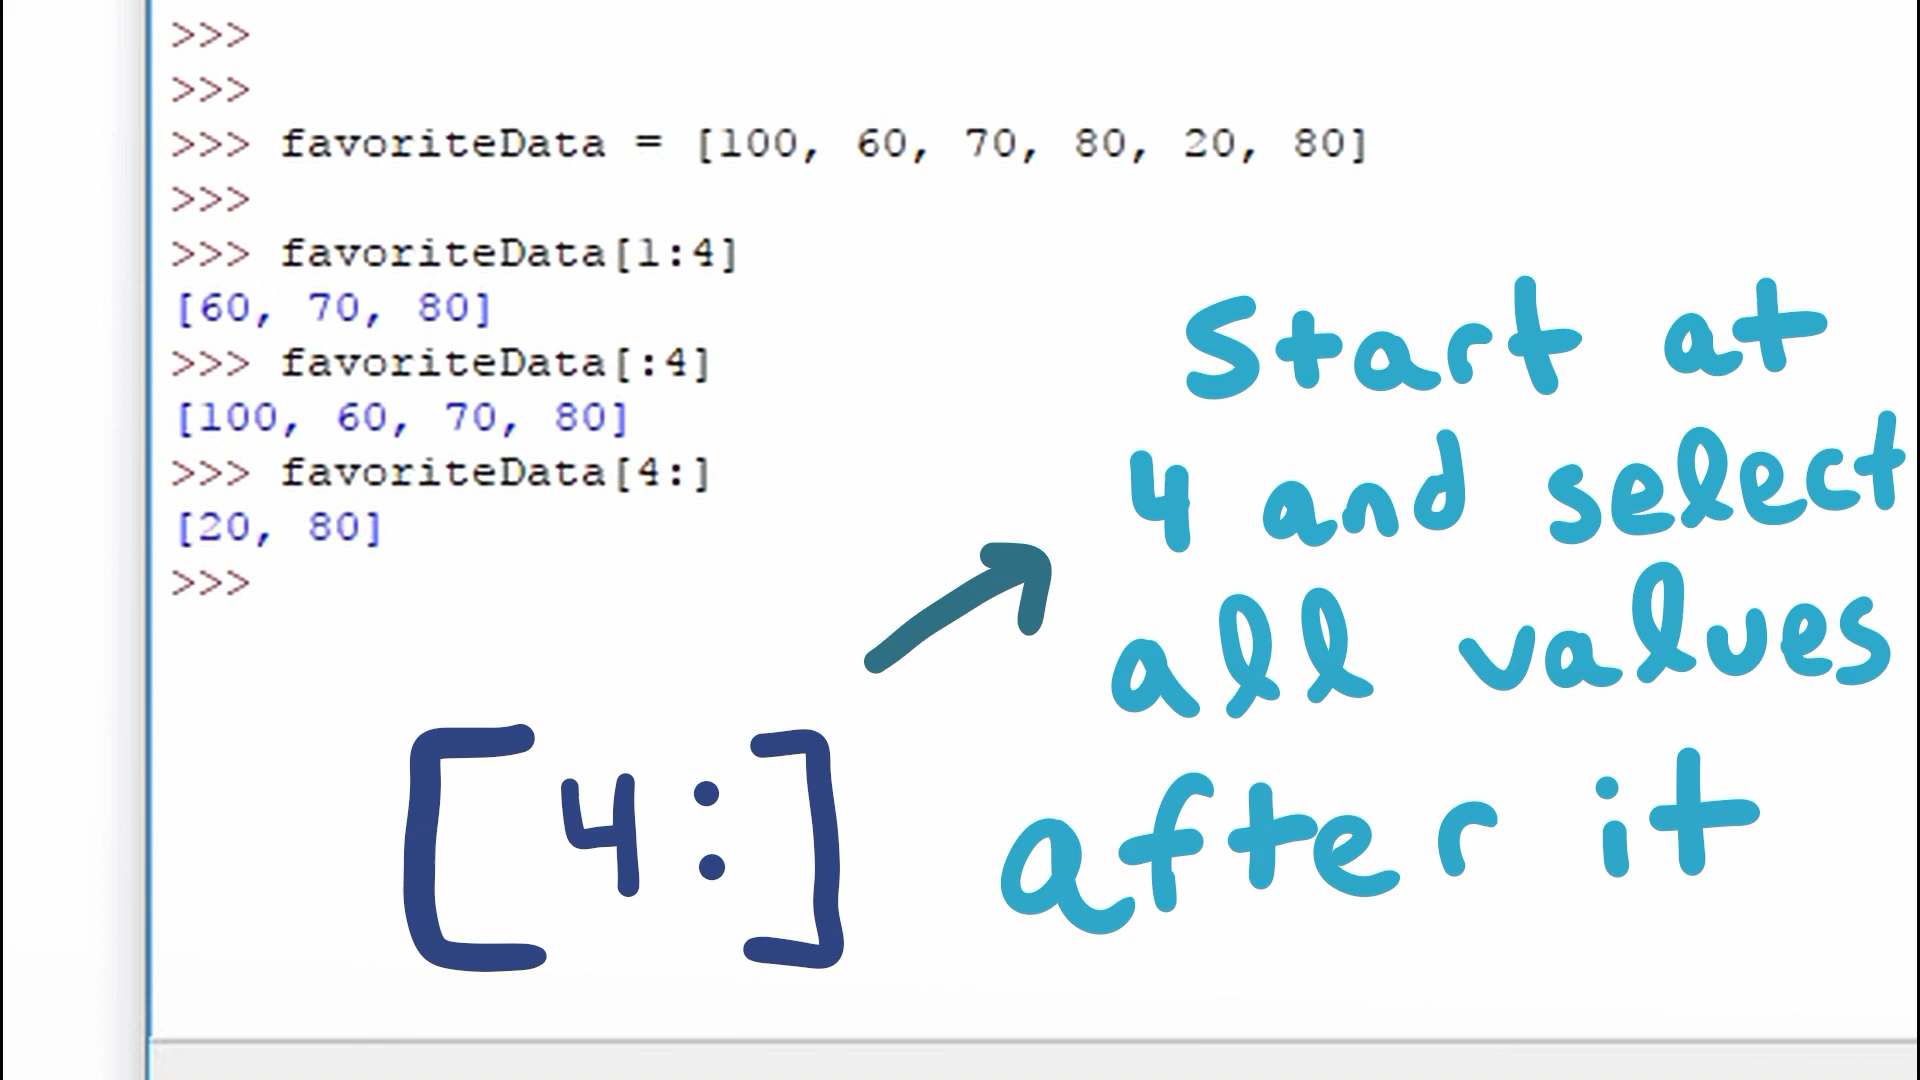 >>>
>>>
>>> favoriteData = [100, 60, 70, 80, 20, 80]
>>>
>>> favoriteData[1:4]
[60, 70, 80]
>>> favoriteData[:4]
[100, 60, 70, 80]
>>> favoriteData[4:]
[20, 80]
>>>
Start at
4 and select
all values
after it
[4:]